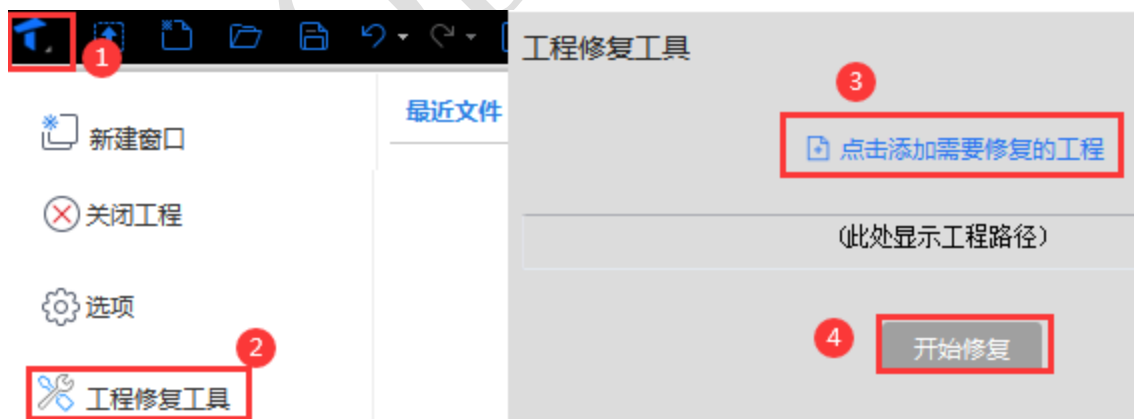 1
最近文件
新建窗口
关闭工程
选项
2
工程修复工具
工程修复工具
3
点击添加需要修复的工程
(此处显示工程路径)
4
开始修复